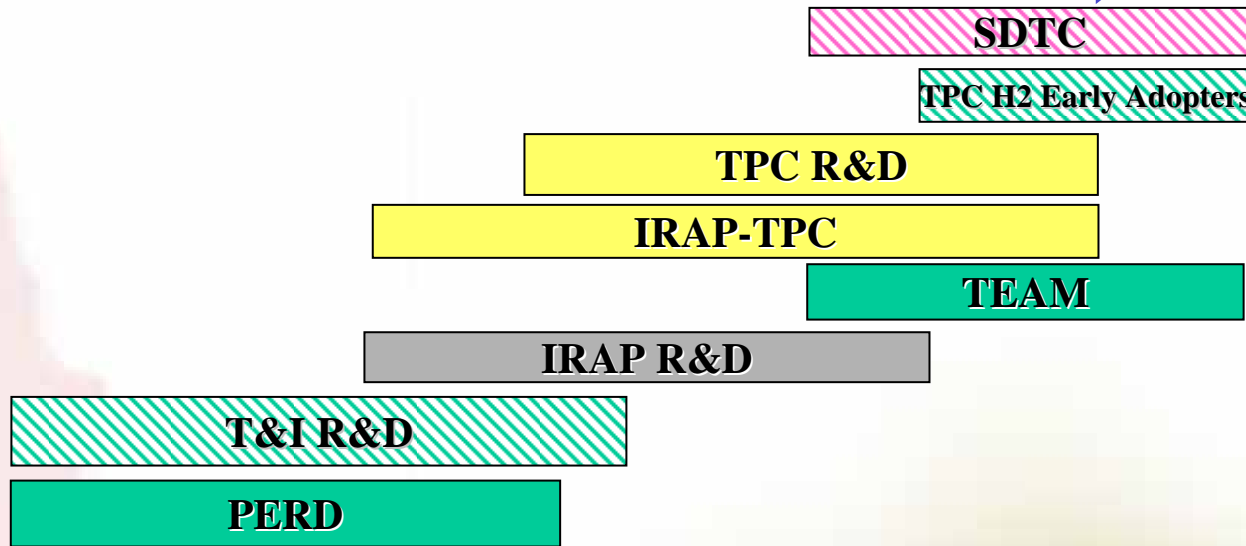 SDTC
TPC H2 Early Adopters
TPC R&D
IRAP-TPC
TEAM
IRAP R&D
T&I R&D
PERD